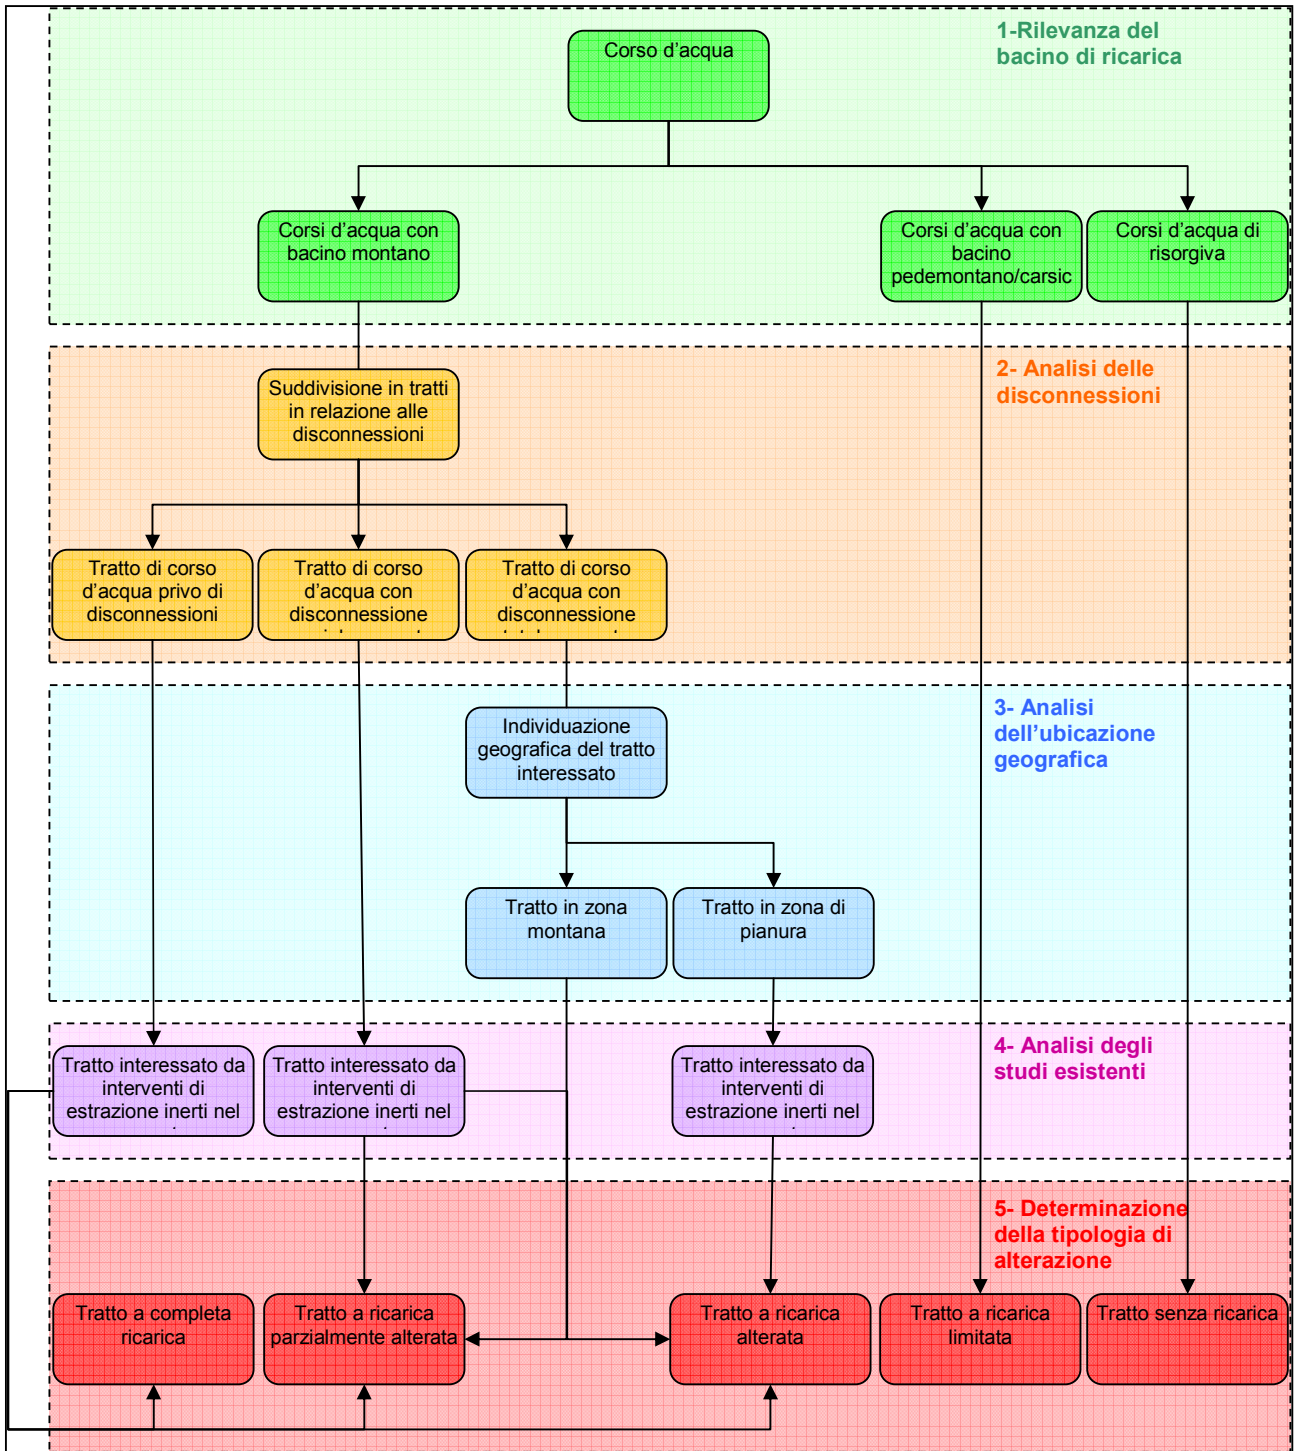 1-Rilevanza del
bacino di ricarica
Corso d’acqua
Corsi d’acqua con
bacino montano
Corsi d’acqua con
bacino
pedemontano/carsic
Corsi d’acqua di
risorgiva
2- Analisi delle
disconnessioni
Suddivisione in tratti
in relazione alle
disconnessioni
Tratto di corso
d’acqua privo di
disconnessioni
Tratto di corso
d’acqua con
disconnessione
Tratto di corso
d’acqua con
disconnessione
3- Analisi
dell’ubicazione
geografica
Individuazione
geografica del tratto
interessato
Tratto in zona
montana
Tratto in zona di
pianura
4- Analisi degli
studi esistenti
Tratto interessato da
interventi di
estrazione inerti nel
Tratto interessato da
interventi di
estrazione inerti nel
Tratto interessato da
interventi di
estrazione inerti nel
5- Determinazione
della tipologia di
alterazione
Tratto a completa
ricarica
Tratto a ricarica
parzialmente alterata
Tratto a ricarica
alterata
Tratto a ricarica
limitata
Tratto senza ricarica